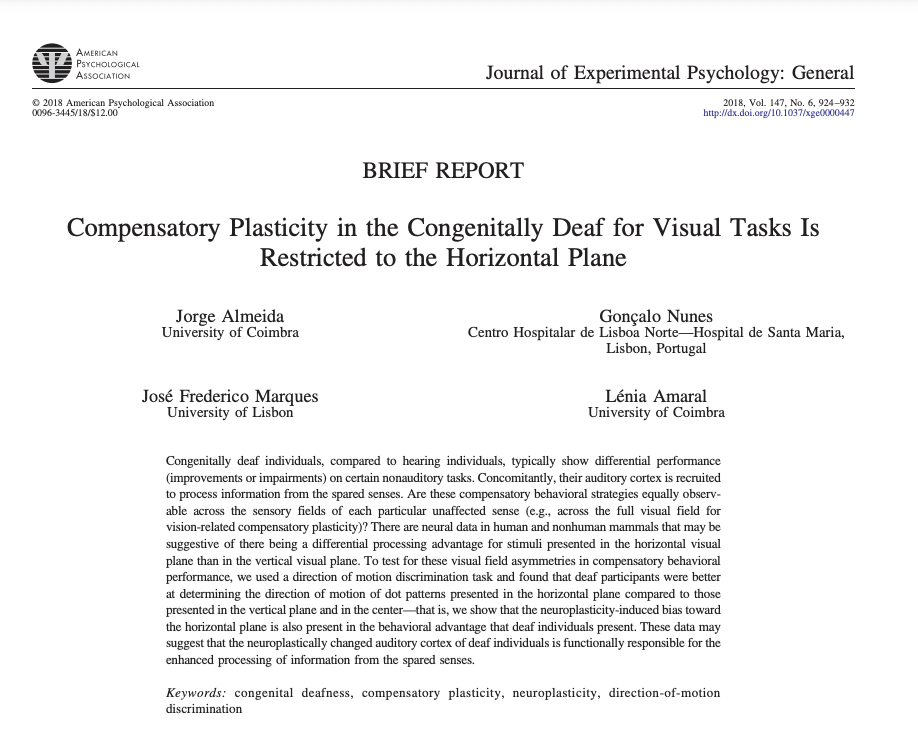 AMERICAN
PSYCHOLOGICAL
ASSOCIATION
Journal of Experimental Psychology: General
© 2018 American Psychological Association
0096-3445/18/$12.00
2018, Vol. 147, No. 6, 924–932
http://dx.doi.org/10.1037/xge0000447
BRIEF REPORT
Compensatory Plasticity in the Congenitally Deaf for Visual Tasks Is
Restricted to the Horizontal Plane
Jorge Almeida
University of Coimbra
Gonçalo Nunes
Centro Hospitalar de Lisboa Norte—Hospital de Santa Maria,
Lisbon, Portugal
José Frederico Marques
University of Lisbon
Lénia Amaral
University of Coimbra
Congenitally deaf individuals, compared to hearing individuals, typically show differential performance
(improvements or impairments) on certain nonauditory tasks. Concomitantly, their auditory cortex is recruited
to process information from the spared senses. Are these compensatory behavioral strategies equally observ-
able across the sensory fields of each particular unaffected sense (e.g., across the full visual field for
vision-related compensatory plasticity)? There are neural data in human and nonhuman mammals that may be
suggestive of there being a differential processing advantage for stimuli presented in the horizontal visual
plane than in the vertical visual plane. To test for these visual field asymmetries in compensatory behavioral
performance, we used a direction of motion discrimination task and found that deaf participants were better
at determining the direction of motion of dot patterns presented in the horizontal plane compared to those
presented in the vertical plane and in the center—that is, we show that the neuroplasticity-induced bias toward
the horizontal plane is also present in the behavioral advantage that deaf individuals present. These data may
suggest that the neuroplastically changed auditory cortex of deaf individuals is functionally responsible for the
enhanced processing of information from the spared senses.
Keywords: congenital deafness, compensatory plasticity, neuroplasticity, direction-of-motion
discrimination